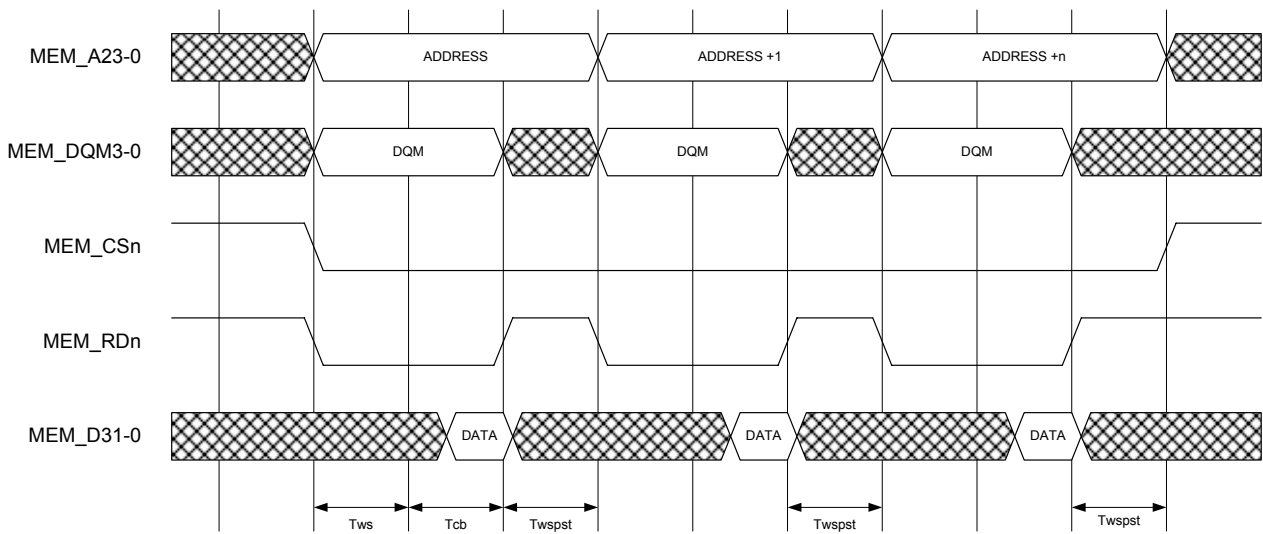 MEM_A23-0 ADDRESS ADDRESS +1 ADDRESS +n
MEM_DQM3-0 DQM DQM DQM
MEM_CSn
MEM_RDn
MEM_D31-0 DATA DATA DATA
Tws Tcb Twspst Twspst Twspst